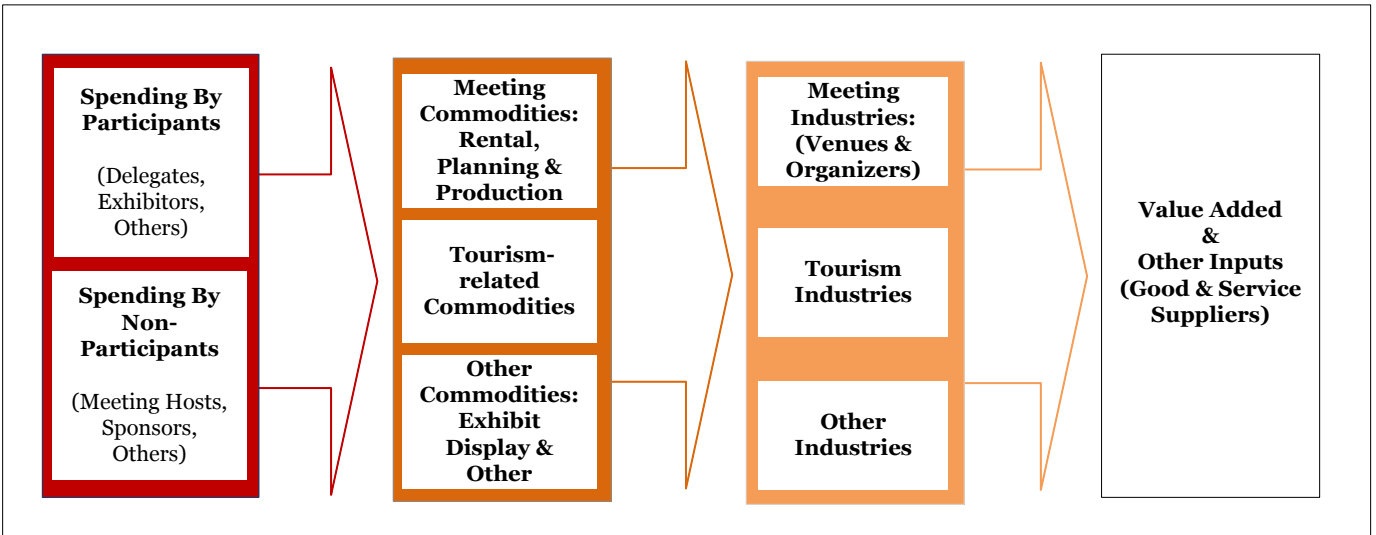 Spending By
Participants
(Delegates,
Exhibitors,
Others)
Spending By
Non-
Participants
(Meeting Hosts,
Sponsors,
Others)
Meeting
Commodities:
Rental,
Planning &
Production
Tourism-
related
Commodities
Other
Commodities:
Exhibit
Display &
Other
Meeting
Industries:
(Venues &
Organizers)
Tourism
Industries
Other
Industries
Value Added
&
Other Inputs
(Good & Service
Suppliers)